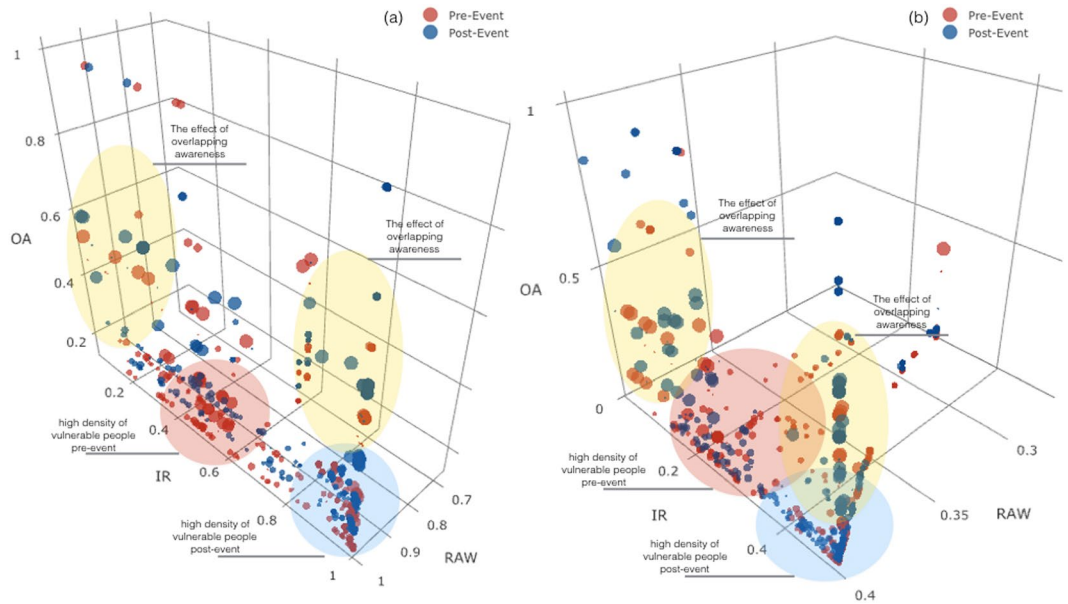 (a)
Pre-Event
Post-Event
1
0.8
0.6
OA
0.4
0.2
The effect of
overlapping
awareness
The effect of
overlapping
awareness
high density of
vulnerable people
pre-event
0.2
0.4
IR
0.6
0.8
1
high density of
vulnerable people
post-event
0.7
0.8
0.9
RAW
1
(b)
Pre-Event
Post-Event
1
0.5
OA
0
The effect of
overlapping
awareness
The effect of
overlapping
awareness
high density of
vulnerable people
pre-event
0.2
IR
0.4
high density of
vulnerable people
post-event
0.3
0.35
RAW
0.4